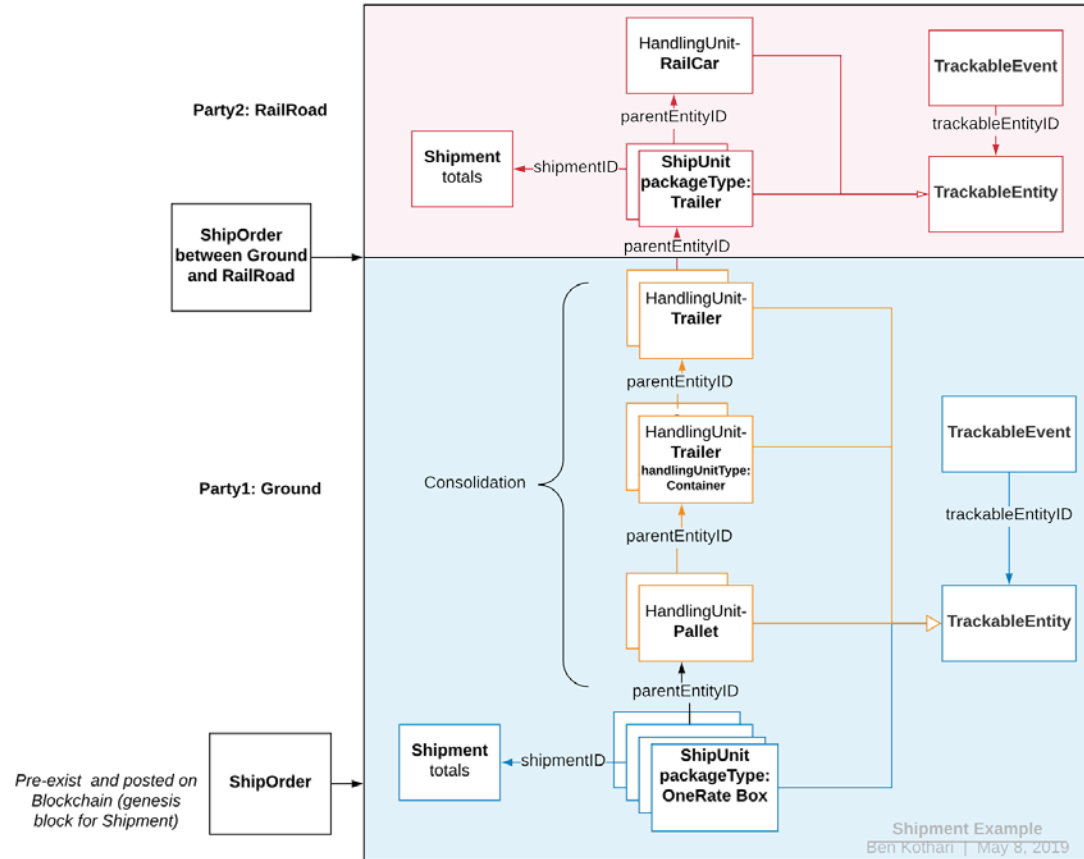 HandlingUnit-
RailCar
TrackableEvent
Party2: RailRoad
parentEntityID
trackableEntityID
Shipment
totals
shipmentID
ShipUnit
packageType:
Trailer
TrackableEntity
ShipOrder
between Ground
and RailRoad
parentEntityID
HandlingUnit-
Trailer
parentEntityID
HandlingUnit-
Trailer
handlingUnitType:
Container
TrackableEvent
Consolidation
Party1: Ground
parentEntityID
trackableEntityID
HandlingUnit-
Pallet
TrackableEntity
parentEntityID
Shipment
totals
shipmentID
ShipUnit
packageType:
OneRate Box
Pre-exist and posted on
Blockchain (genesis
block for Shipment)
ShipOrder
Shipment Example
Ben Kothari | May 8, 2019